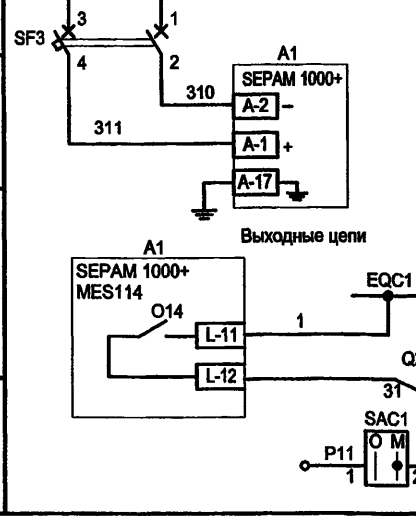 3
1
SF3
4
2
A1
SEPAM 1000+
310
A-2 –
311
A-1 +
A-17
Выходные цепи
A1
SEPAM 1000+
MES114
O14
EQC1
L-11
1
L-12
31
SAC1
O M
P11
1